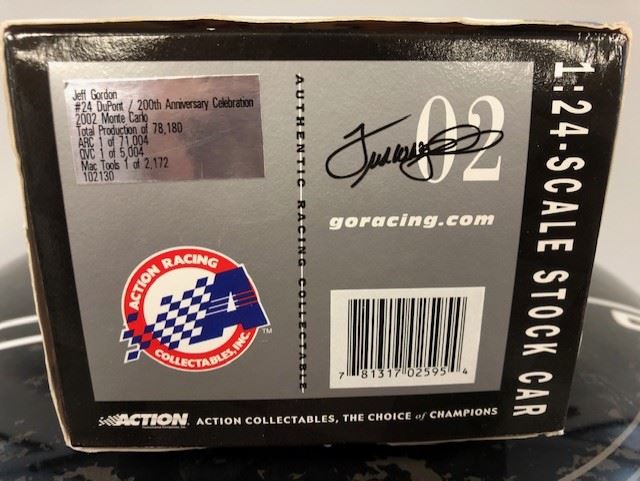 Jeff Gordon
#24 DuPont / 200th Anniversary Celebration
2002 Monte Carlo
Total Production of 78,180
ARC 1 of 71,004
QVC 1 of 5,004
Mac Tools 1 of 2,172
102130
AUTHENTIC RACING COLLECTABLE
02
goracing.com
1:24-SCALE STOCK CAR
ACTION RACING
COLLECTABLES, INC.
A
TM
7 81317 02595 4
ACTION
ACTION COLLECTABLES, THE CHOICE of CHAMPIONS